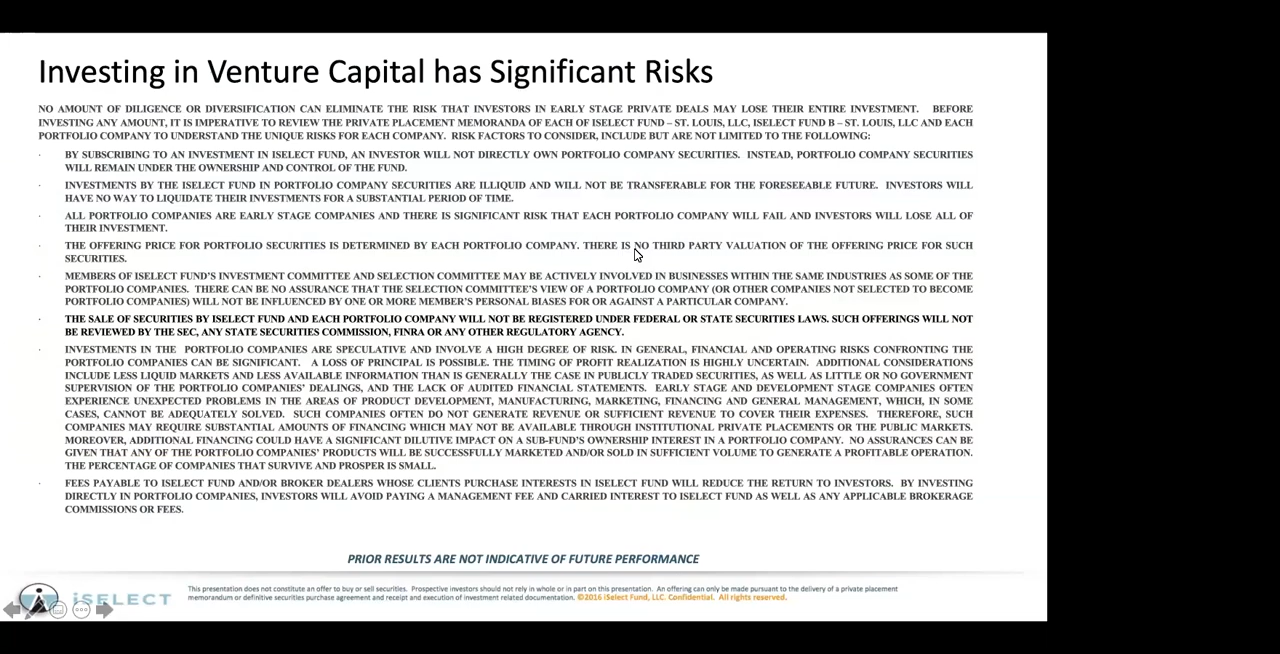 Investing in Venture Capital has Significant Risks
NO AMOUNT OF DILIGENCE OR DIVERSIFICATION CAN ELIMINATE THE RISK THAT INVESTORS IN EARLY STAGE PRIVATE DEALS MAY LOSE THEIR ENTIRE INVESTMENT. BEFORE
INVESTING ANY AMOUNT, IT IS IMPERATIVE TO REVIEW THE PRIVATE PLACEMENT MEMORANDA OF EACH OF ISELECT FUND – ST. LOUIS, LLC, ISELECT FUND B – ST. LOUIS, LLC AND EACH
PORTFOLIO COMPANY TO UNDERSTAND THE UNIQUE RISKS FOR EACH COMPANY. RISK FACTORS TO CONSIDER, INCLUDE BUT ARE NOT LIMITED TO THE FOLLOWING:
· BY SUBSCRIBING TO AN INVESTMENT IN ISELECT FUND, AN INVESTOR WILL NOT DIRECTLY OWN PORTFOLIO COMPANY SECURITIES. INSTEAD, PORTFOLIO COMPANY SECURITIES
WILL REMAIN UNDER THE OWNERSHIP AND CONTROL OF THE FUND.
· INVESTMENTS BY THE ISELECT FUND IN PORTFOLIO COMPANY SECURITIES ARE ILLIQUID AND WILL NOT BE TRANSFERABLE FOR THE FORESEEABLE FUTURE. INVESTORS WILL
HAVE NO WAY TO LIQUIDATE THEIR INVESTMENTS FOR A SUBSTANTIAL PERIOD OF TIME.
· ALL PORTFOLIO COMPANIES ARE EARLY STAGE COMPANIES AND THERE IS SIGNIFICANT RISK THAT EACH PORTFOLIO COMPANY WILL FAIL AND INVESTORS WILL LOSE ALL OF
THEIR INVESTMENT.
· THE OFFERING PRICE FOR PORTFOLIO SECURITIES IS DETERMINED BY EACH PORTFOLIO COMPANY. THERE IS NO THIRD PARTY VALUATION OF THE OFFERING PRICE FOR SUCH
SECURITIES.
· MEMBERS OF ISELECT FUND'S INVESTMENT COMMITTEE AND SELECTION COMMITTEE MAY BE ACTIVELY INVOLVED IN BUSINESSES WITHIN THE SAME INDUSTRIES AS SOME OF THE
PORTFOLIO COMPANIES. THERE CAN BE NO ASSURANCE THAT THE SELECTION COMMITTEE'S VIEW OF A PORTFOLIO COMPANY (OR OTHER COMPANIES NOT SELECTED TO BECOME
PORTFOLIO COMPANIES) WILL NOT BE INFLUENCED BY ONE OR MORE MEMBER'S PERSONAL BIASES FOR OR AGAINST A PARTICULAR COMPANY.
· THE SALE OF SECURITIES BY ISELECT FUND AND EACH PORTFOLIO COMPANY WILL NOT BE REGISTERED UNDER FEDERAL OR STATE SECURITIES LAWS. SUCH OFFERINGS WILL NOT
BE REVIEWED BY THE SEC, ANY STATE SECURITIES COMMISSION, FINRA OR ANY OTHER REGULATORY AGENCY.
· INVESTMENTS IN THE PORTFOLIO COMPANIES ARE SPECULATIVE AND INVOLVE A HIGH DEGREE OF RISK. IN GENERAL, FINANCIAL AND OPERATING RISKS CONFRONTING THE
PORTFOLIO COMPANIES CAN BE SIGNIFICANT. A LOSS OF PRINCIPAL IS POSSIBLE. THE TIMING OF PROFIT REALIZATION IS HIGHLY UNCERTAIN. ADDITIONAL CONSIDERATIONS
INCLUDE LESS LIQUID MARKETS AND LESS AVAILABLE INFORMATION THAN IS GENERALLY THE CASE IN PUBLICLY TRADED SECURITIES, AS WELL AS LITTLE OR NO GOVERNMENT
SUPERVISION OF THE PORTFOLIO COMPANIES' DEALINGS, AND THE LACK OF AUDITED FINANCIAL STATEMENTS. EARLY STAGE AND DEVELOPMENT STAGE COMPANIES OFTEN
EXPERIENCE UNEXPECTED PROBLEMS IN THE AREAS OF PRODUCT DEVELOPMENT, MANUFACTURING, MARKETING, FINANCING AND GENERAL MANAGEMENT, WHICH, IN SOME
CASES, CANNOT BE ADEQUATELY SOLVED. SUCH COMPANIES OFTEN DO NOT GENERATE REVENUE OR SUFFICIENT REVENUE TO COVER THEIR EXPENSES. THEREFORE, SUCH
COMPANIES MAY REQUIRE SUBSTANTIAL AMOUNTS OF FINANCING WHICH MAY NOT BE AVAILABLE THROUGH INSTITUTIONAL PRIVATE PLACEMENTS OR THE PUBLIC MARKETS.
MOREOVER, ADDITIONAL FINANCING COULD HAVE A SIGNIFICANT DILUTIVE IMPACT ON A SUB-FUND'S OWNERSHIP INTEREST IN A PORTFOLIO COMPANY. NO ASSURANCES CAN BE
GIVEN THAT ANY OF THE PORTFOLIO COMPANIES' PRODUCTS WILL BE SUCCESSFULLY MARKETED AND/OR SOLD IN SUFFICIENT VOLUME TO GENERATE A PROFITABLE OPERATION.
THE PERCENTAGE OF COMPANIES THAT SURVIVE AND PROSPER IS SMALL.
· FEES PAYABLE TO ISELECT FUND AND/OR BROKER DEALERS WHOSE CLIENTS PURCHASE INTERESTS IN ISELECT FUND WILL REDUCE THE RETURN TO INVESTORS. BY INVESTING
DIRECTLY IN PORTFOLIO COMPANIES, INVESTORS WILL AVOID PAYING A MANAGEMENT FEE AND CARRIED INTEREST TO ISELECT FUND AS WELL AS ANY APPLICABLE BROKERAGE
COMMISSIONS OR FEES.
PRIOR RESULTS ARE NOT INDICATIVE OF FUTURE PERFORMANCE
iSELECT
This presentation does not constitute an offer to buy or sell securities. Prospective investors should not rely in whole or in part on this presentation. An offering can only be made pursuant to the delivery of a private placement
memorandum or definitive securities purchase agreement and receipt and execution of investment related documentation. ©2016 iSelect Fund, LLC. Confidential. All rights reserved.